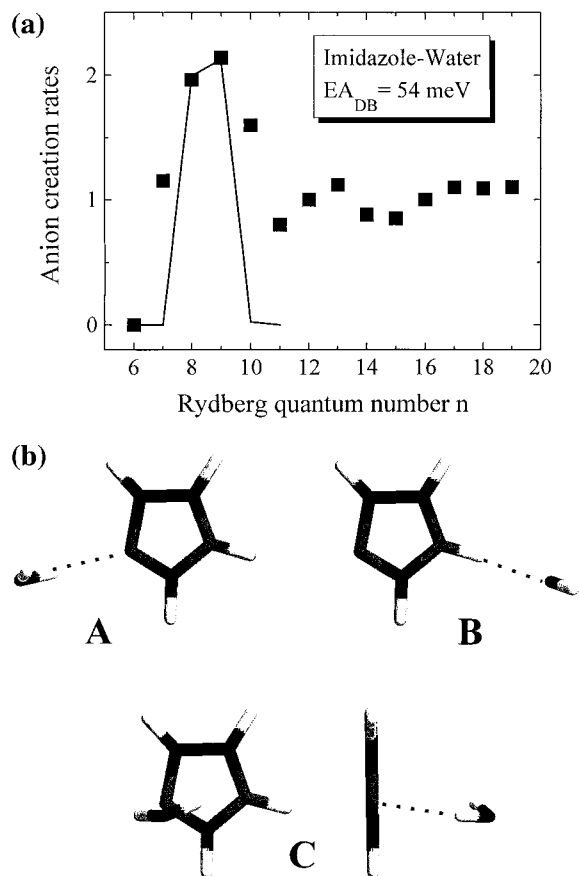 (a)
Imidazole-Water
EA_DB = 54 meV
Anion creation rates
2
1
0
6 8 10 12 14 16 18 20
Rydberg quantum number n
(b)
A
B
C